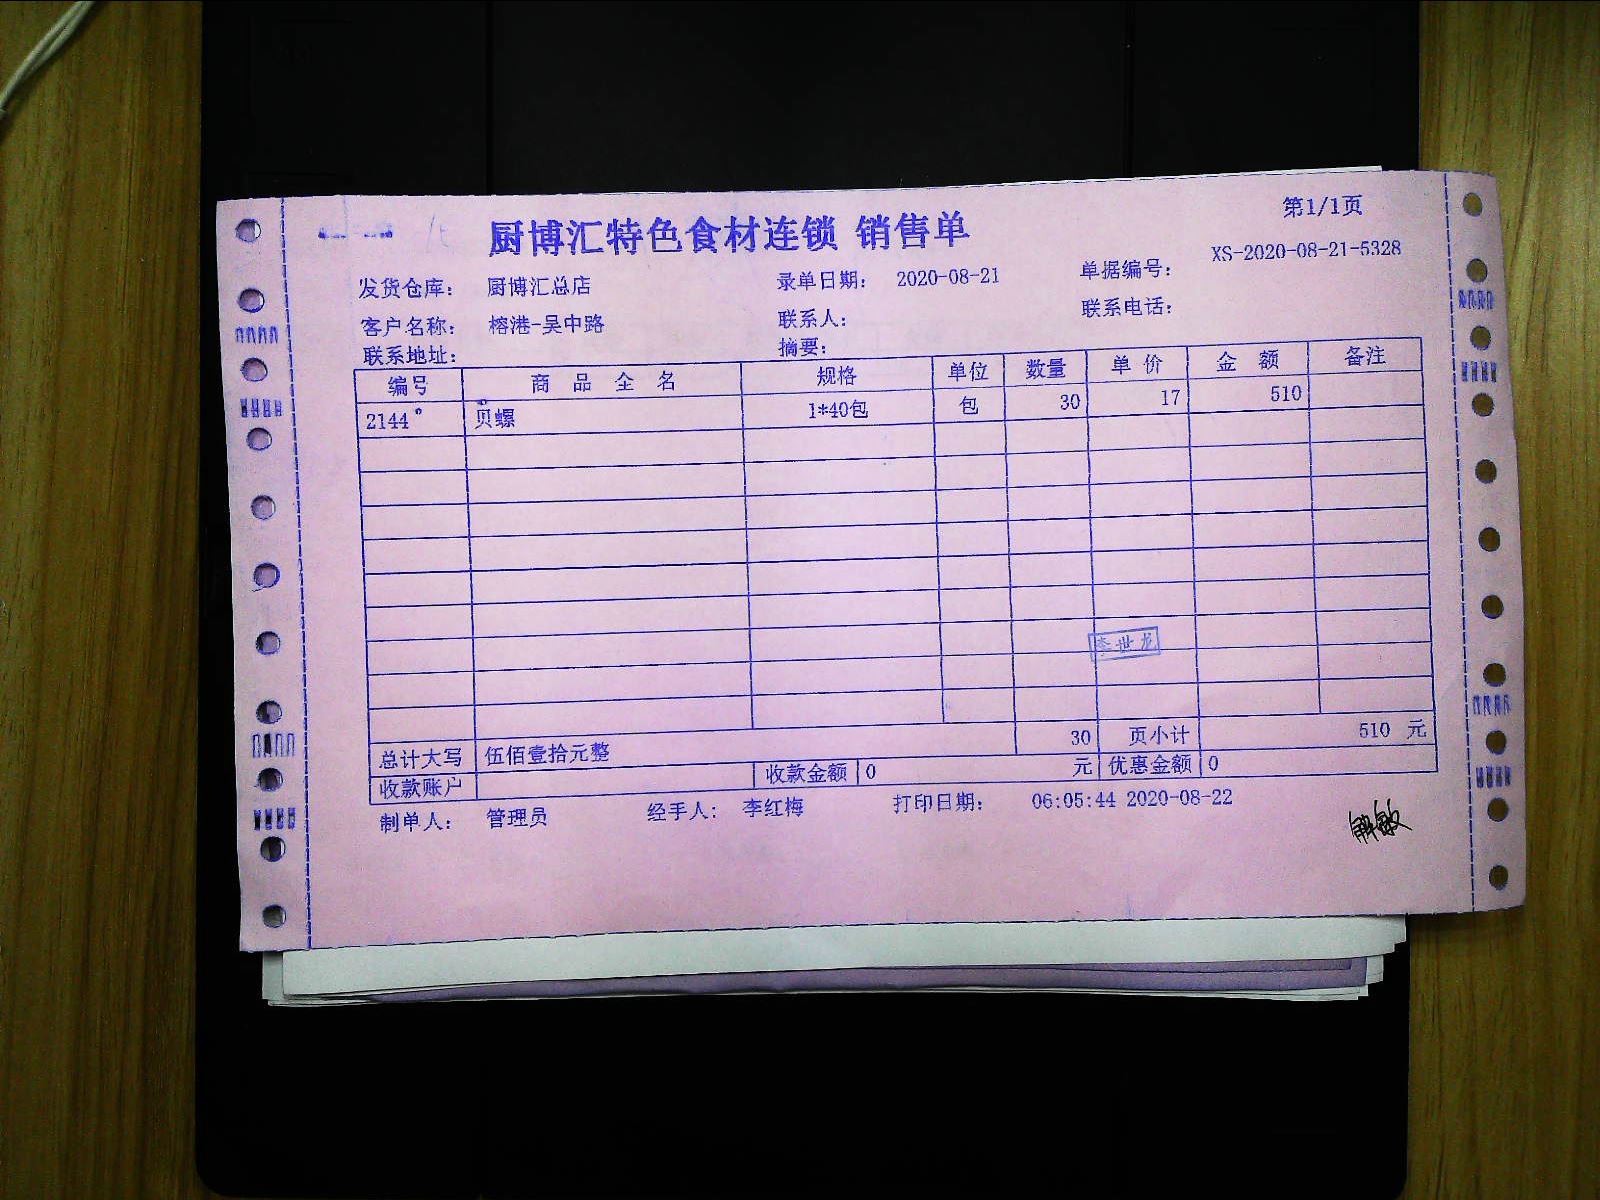 厨博汇特色食材连锁 销售单
第1/1页
XS-2020-08-21-5328
发货仓库： 厨博汇总店 录单日期： 2020-08-21 单据编号：
客户名称： 榕港-吴中路 联系人： 联系电话：
联系地址： 摘要：
编号 商品全名 规格 单位 数量 单价 金额 备注
2144 贝螺 1*40包 包 30 17 510
李世龙
总计大写 伍佰壹拾元整 30 页小计 510 元
收款账户 收款金额 0 元 优惠金额 0
制单人： 管理员 经手人： 李红梅 打印日期： 06:05:44 2020-08-22
解敏